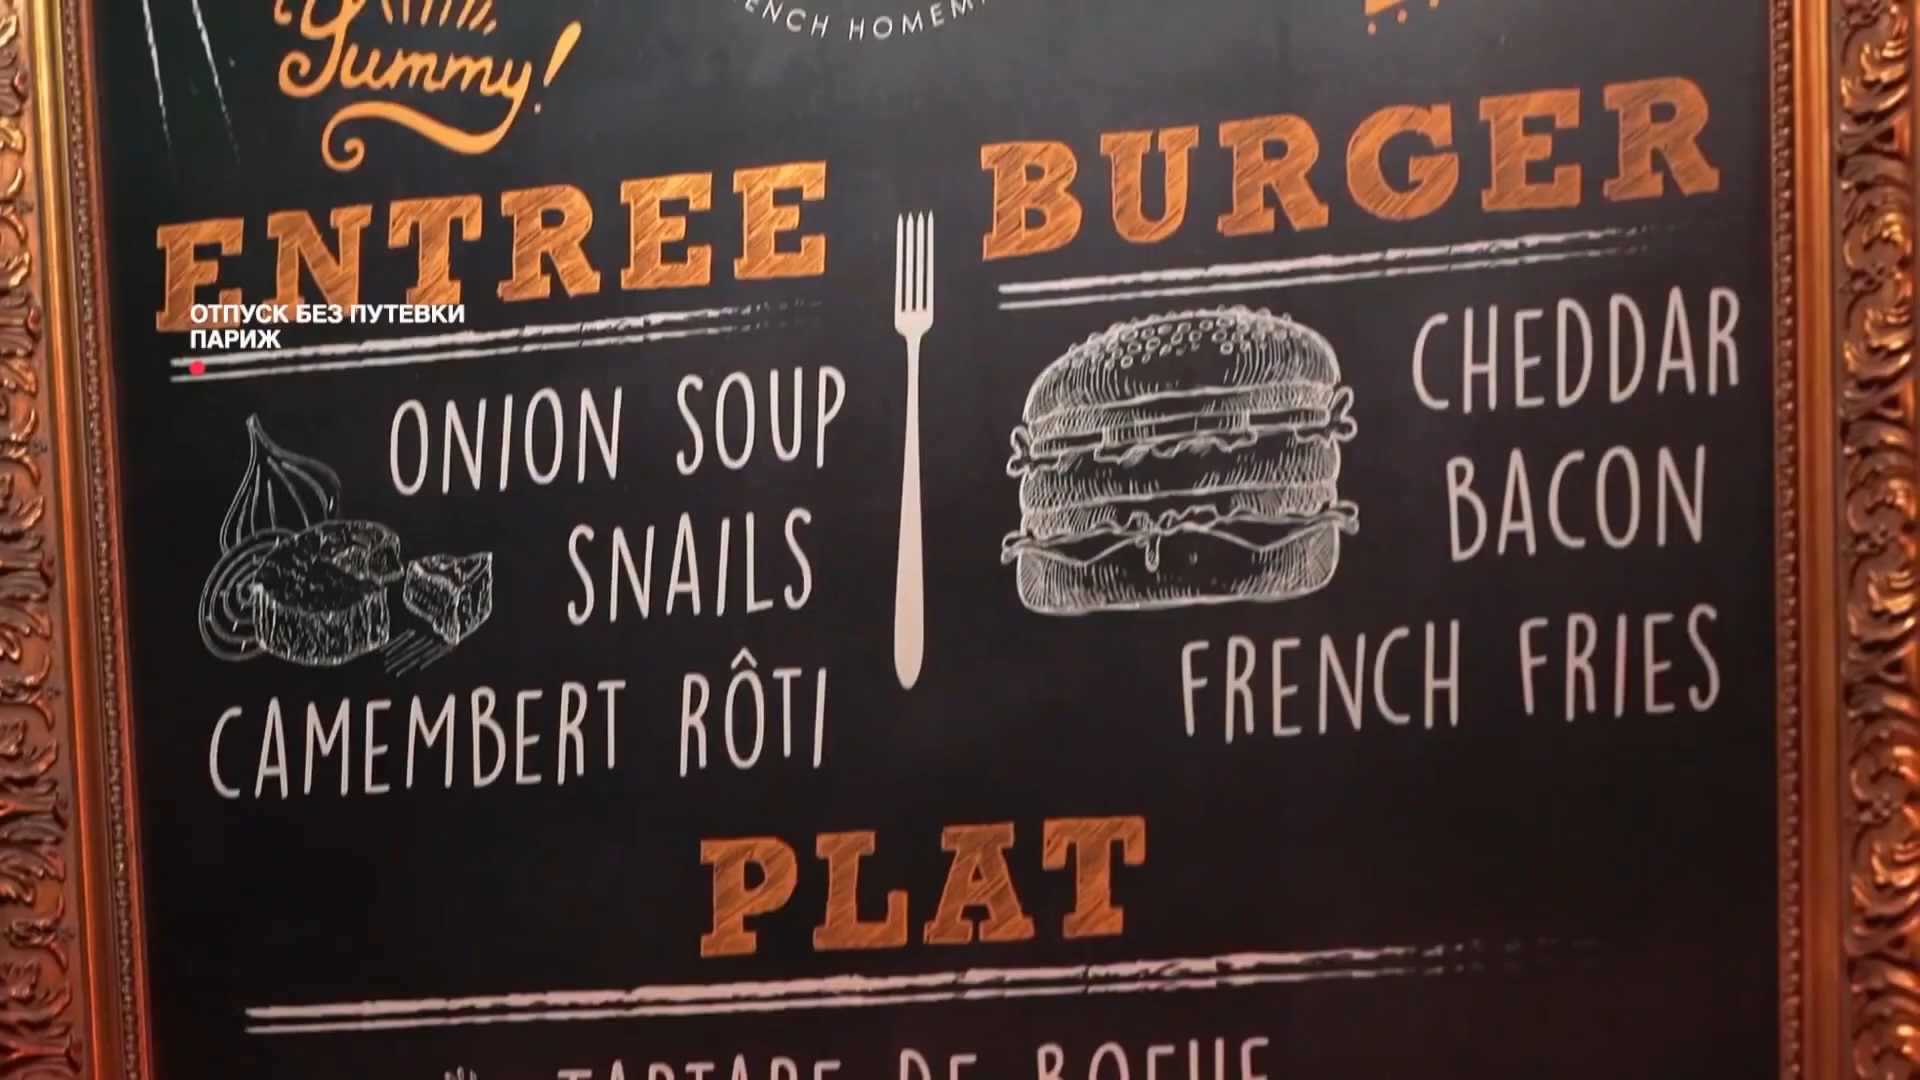 Yummy!
ENCH HOMEM
ENTREE
ОТПУСК БЕЗ ПУТЕВКИ
ПАРИЖ
ONION SOUP
SNAILS
CAMEMBERT RÔTI
BURGER
CHEDDAR
BACON
FRENCH FRIES
PLAT
TARTARE DE BOEUF